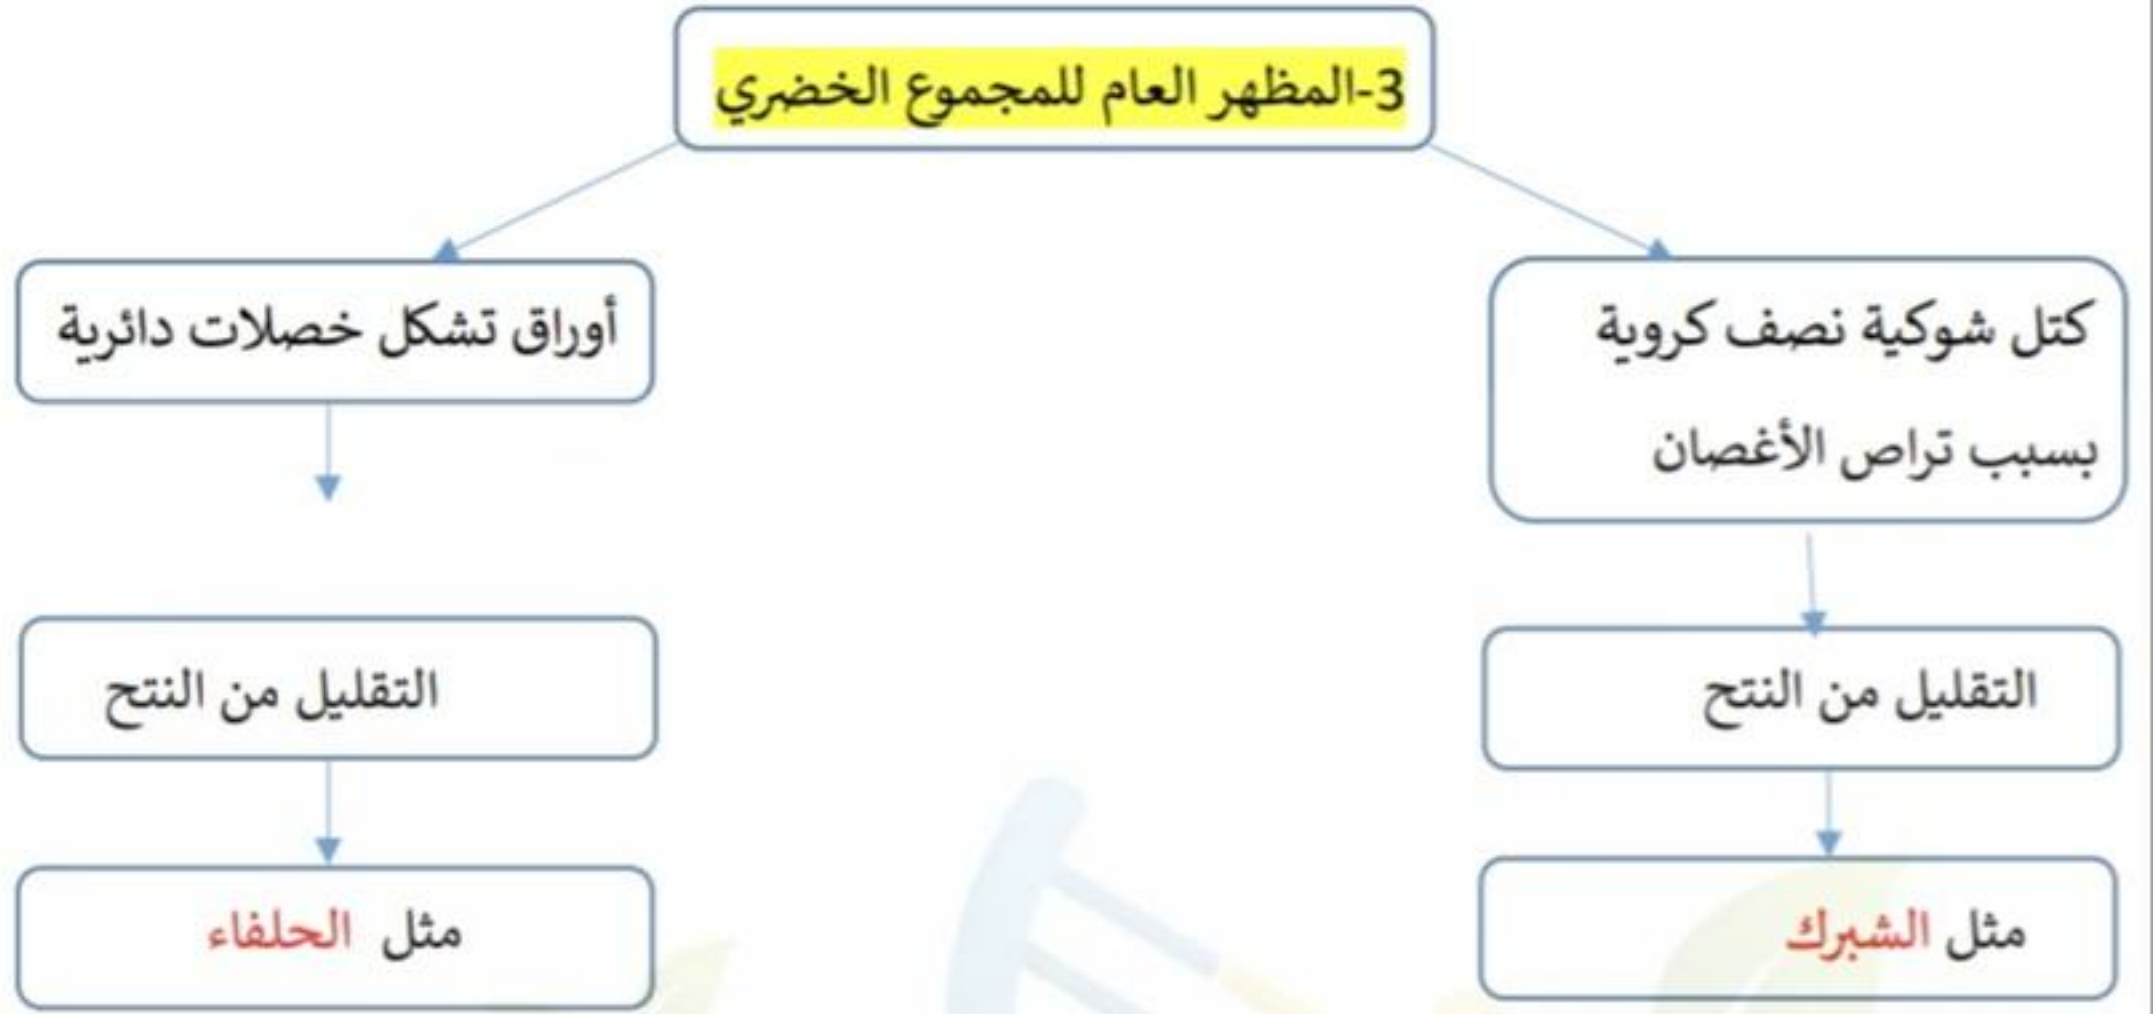 3-المظهر العام للمجموع الخضري
كتل شوكية نصف كروية
بسبب تراص الأغصان
أوراق تشكل خصلات دائرية
التقليل من النتح
التقليل من النتح
مثل الشبرك
مثل الحلفاء